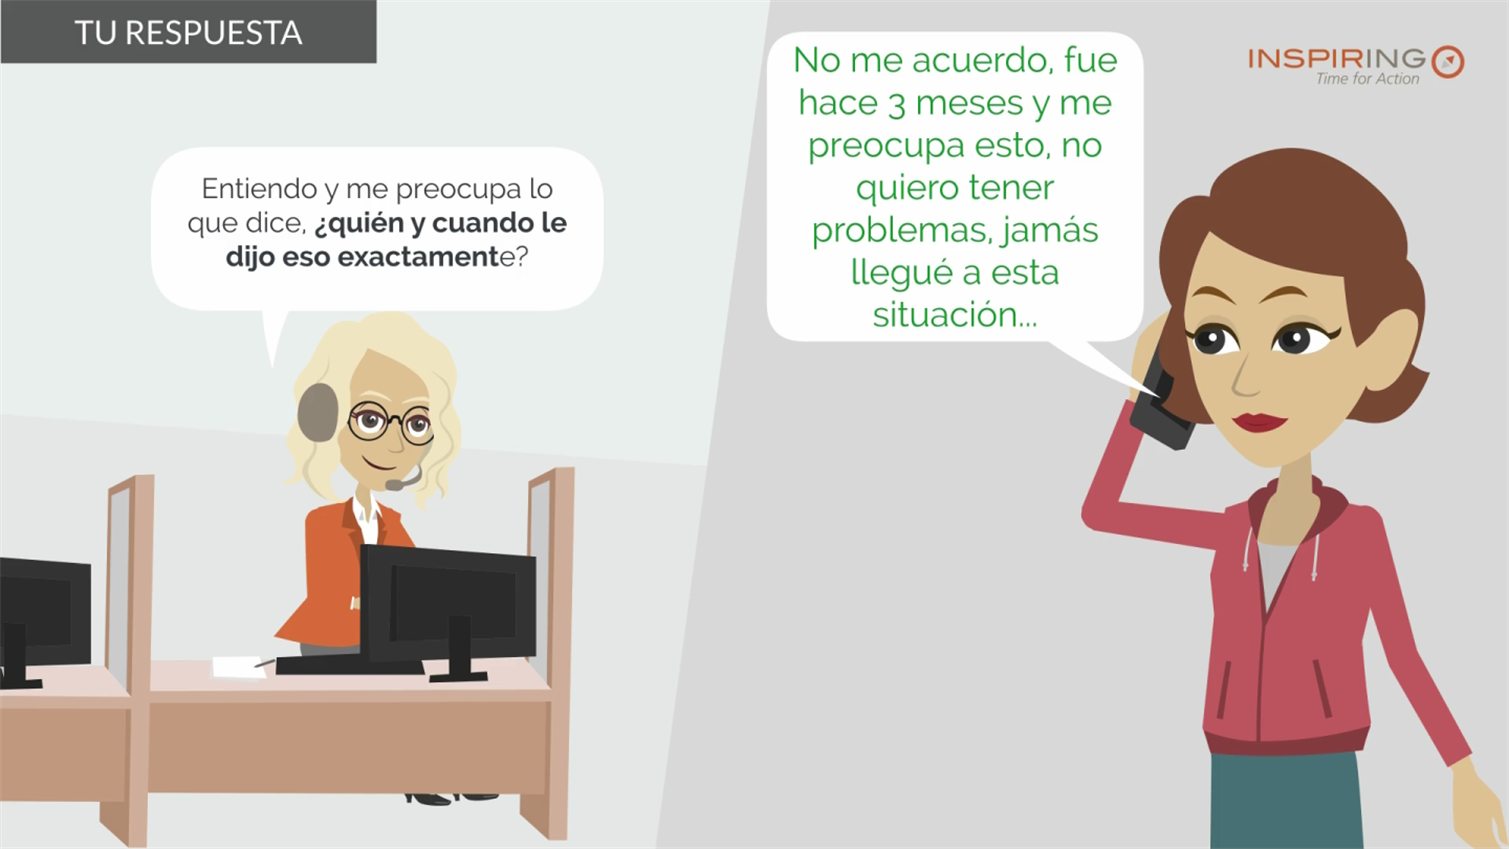 TU RESPUESTA
Entiendo y me preocupa lo
que dice, ¿quién y cuando le
dijo eso exactamente?
No me acuerdo, fue
hace 3 meses y me
preocupa esto, no
quiero tener
problemas, jamás
llegué a esta
situación...
INSPIRING
Time for Action